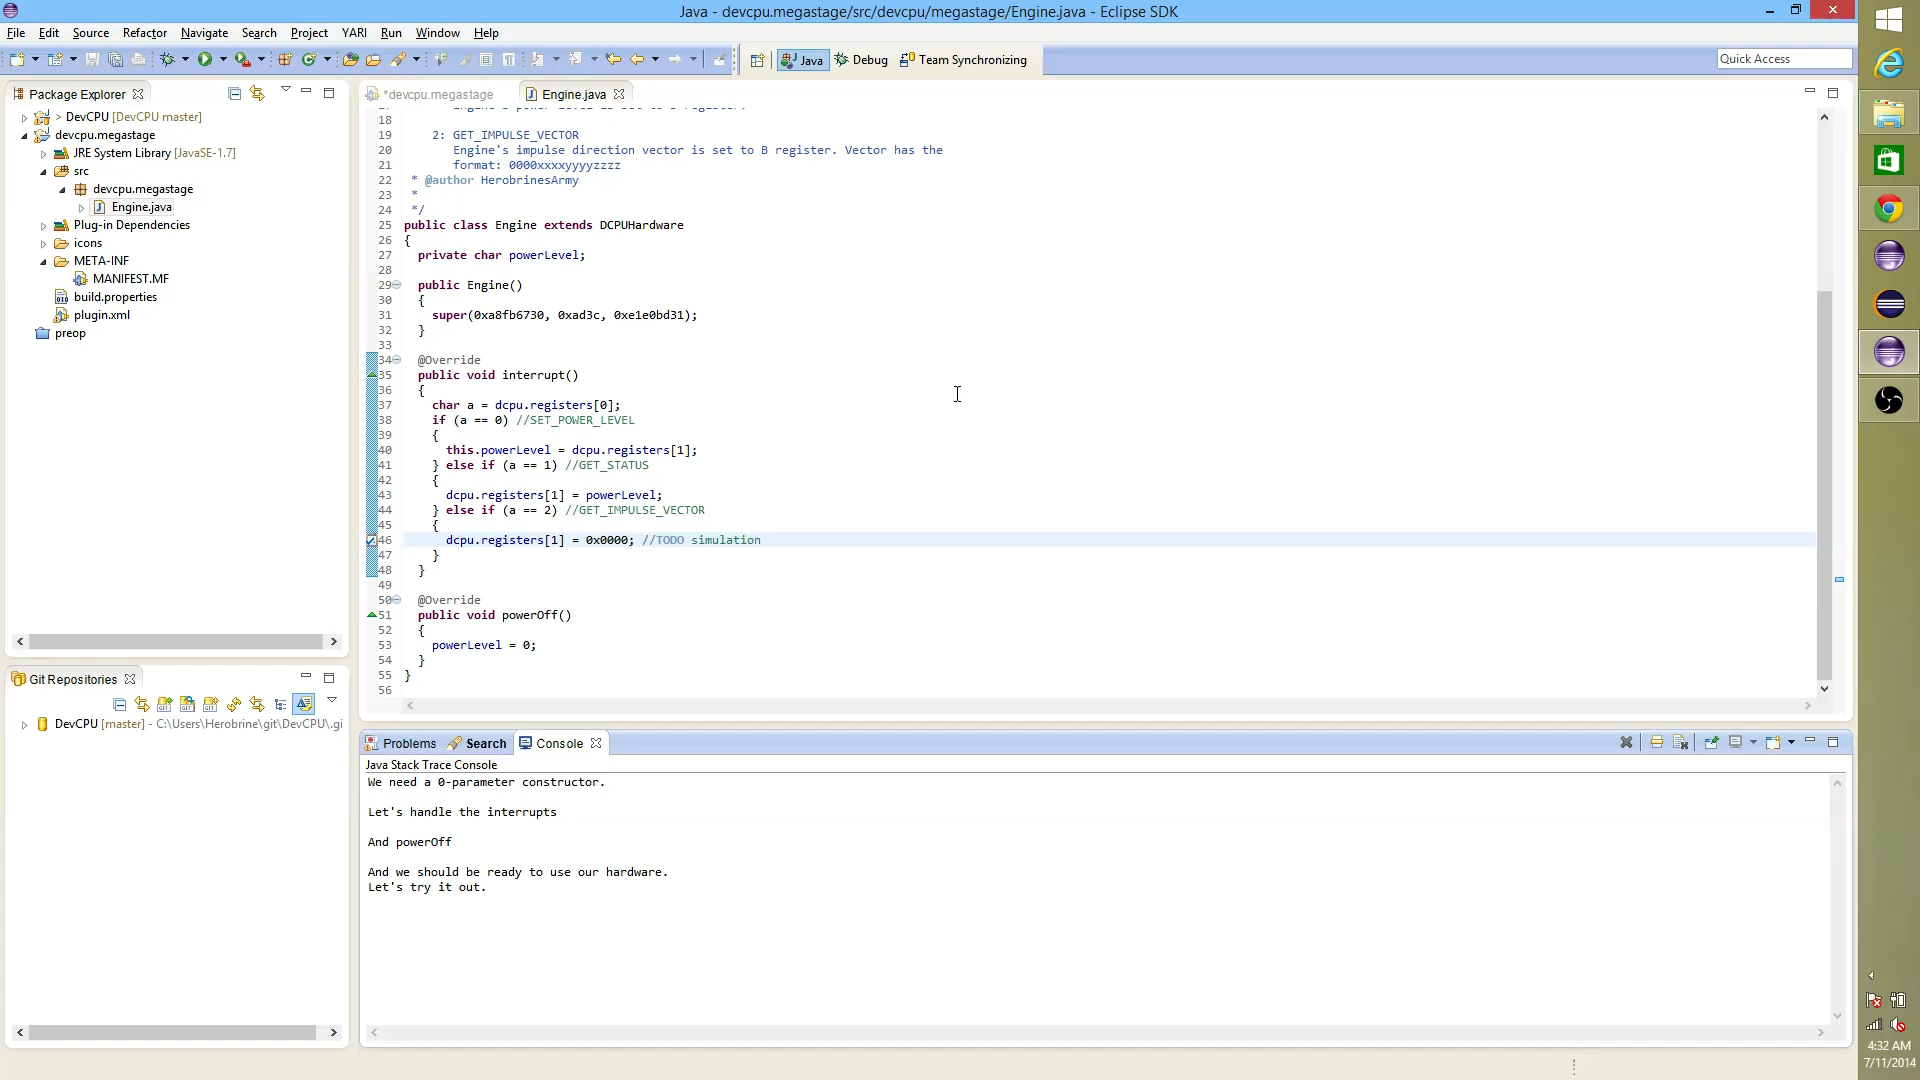 Java - devcpu.megastage/src/devcpu/megastage/Engine.java - Eclipse SDK
File Edit Source Refactor Navigate Search Project YARI Run Window Help
Java Debug Team Synchronizing Quick Access
Package Explorer
> DevCPU [DevCPU master]
devcpu.megastage
JRE System Library [JavaSE-1.7]
src
devcpu.megastage
Engine.java
Plug-in Dependencies
icons
META-INF
MANIFEST.MF
build.properties
plugin.xml
preop
Git Repositories
DevCPU [master] - C:\Users\Herobrine\git\DevCPU\.gi
*devcpu.megastage Engine.java
18
19 2: GET_IMPULSE_VECTOR
20 Engine's impulse direction vector is set to B register. Vector has the
21 format: 0000xxxxyyyyzzzz
22 * @author HerobrinesArmy
23 *
24 */
25 public class Engine extends DCPUHardware
26 {
27 private char powerLevel;
28
29 public Engine()
30 {
31 super(0xa8fb6730, 0xad3c, 0xe1e0bd31);
32 }
33
34 @Override
35 public void interrupt()
36 {
37 char a = dcpu.registers[0];
38 if (a == 0) //SET_POWER_LEVEL
39 {
40 this.powerLevel = dcpu.registers[1];
41 } else if (a == 1) //GET_STATUS
42 {
43 dcpu.registers[1] = powerLevel;
44 } else if (a == 2) //GET_IMPULSE_VECTOR
45 {
46 dcpu.registers[1] = 0x0000; //TODO simulation
47 }
48 }
49
50 @Override
51 public void powerOff()
52 {
53 powerLevel = 0;
54 }
55 }
56
Problems Search Console
Java Stack Trace Console
We need a 0-parameter constructor.
Let's handle the interrupts
And powerOff
And we should be ready to use our hardware.
Let's try it out.
4:32 AM
7/11/2014